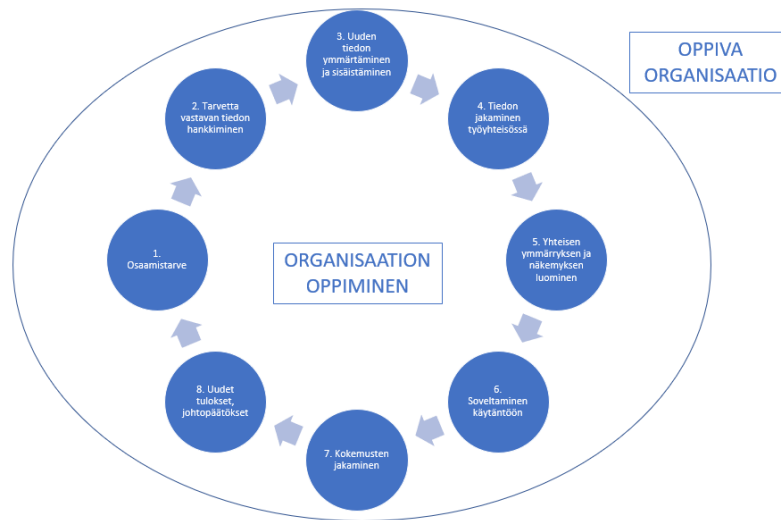 OPPIVA
ORGANISAATIO
1.
Osaamistarve
2. Tarvetta
vastavan tiedon
hankkiminen
3. Uuden
tiedon
ymmärtäminen
ja sisäistäminen
4. Tiedon
jakaminen
työyhteisössä
5. Yhteisen
ymmärryksen ja
näkemyksen
luominen
6.
Soveltaminen
käytäntöön
7. Kokemusten
jakaminen
8. Uudet
tulokset,
johtopäätökset
ORGANISAATION
OPPIMINEN